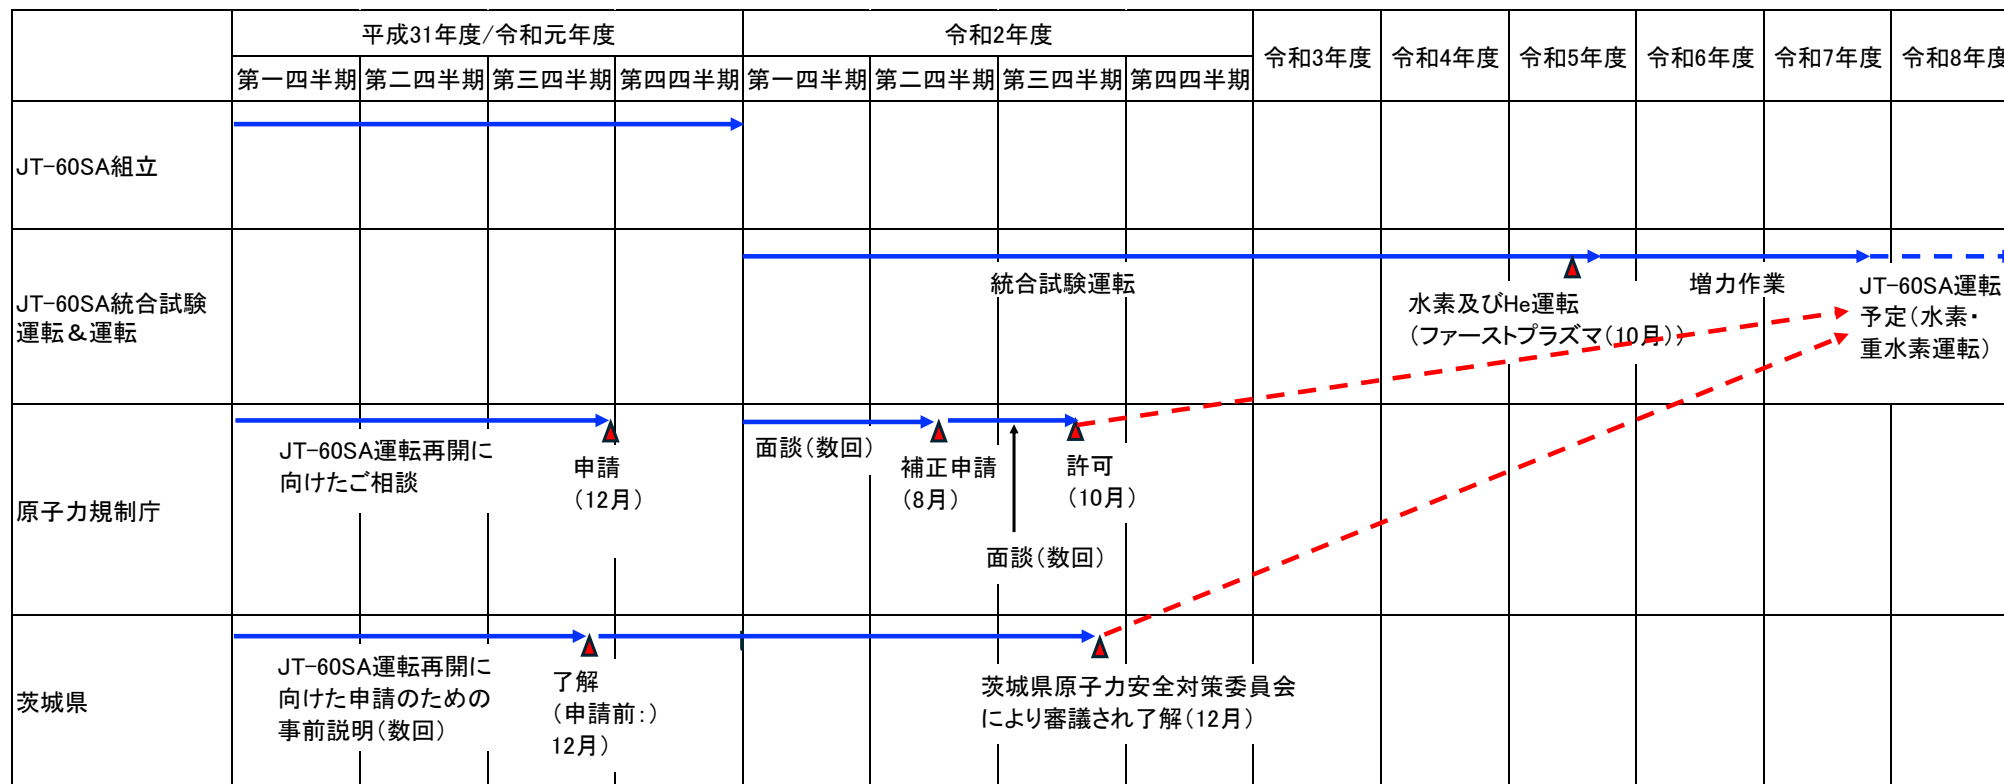 平成31年度/令和元年度
令和2年度
令和3年度
令和4年度
令和5年度
令和6年度
令和7年度
令和8年度
第一四半期
第二四半期
第三四半期
第四四半期
第一四半期
第二四半期
第三四半期
第四四半期
JT-60SA組立
JT-60SA統合試験
運転＆運転
統合試験運転
水素及びHe運転
（ファーストプラズマ（10月））
増力作業
JT-60SA運転
予定（水素・
重水素運転）
原子力規制庁
JT-60SA運転再開に
向けたご相談
申請
（12月）
面談（数回）
補正申請
（8月）
面談（数回）
許可
（10月）
茨城県
JT-60SA運転再開に
向けた申請のための
事前説明（数回）
了解
（申請前：）
12月）
茨城県原子力安全対策委員会
により審議され了解（12月）